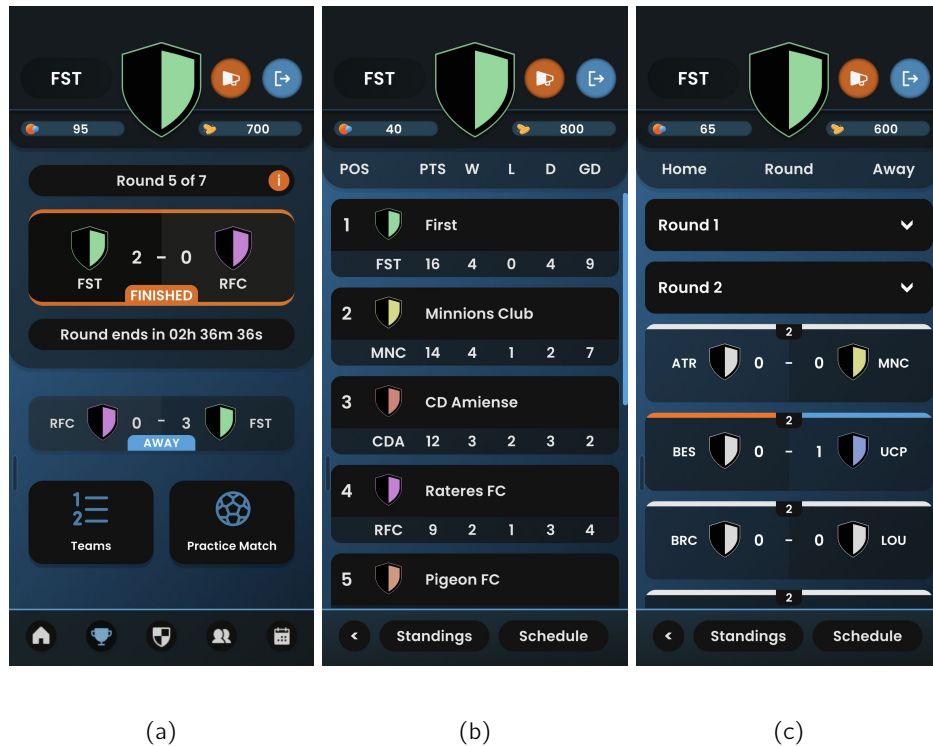 FST
95
700
Round 5 of 7
i
2 - 0
FST
RFC
FINISHED
Round ends in 02h 36m 36s
RFC 0 - 3 FST
AWAY
1
2
Teams
Practice Match
FST
40
800
POS PTS W L D GD
1 First
FST 16 4 0 4 9
2 Minnions Club
MNC 14 4 1 2 7
3 CD Amiense
CDA 12 3 2 3 2
4 Rateres FC
RFC 9 2 1 3 4
5 Pigeon FC
< Standings Schedule
FST
65
600
Home Round Away
Round 1
Round 2
2
ATR 0 - 0 MNC
2
BES 0 - 1 UCP
2
BRC 0 - 0 LOU
2
< Standings Schedule
(a) (b) (c)